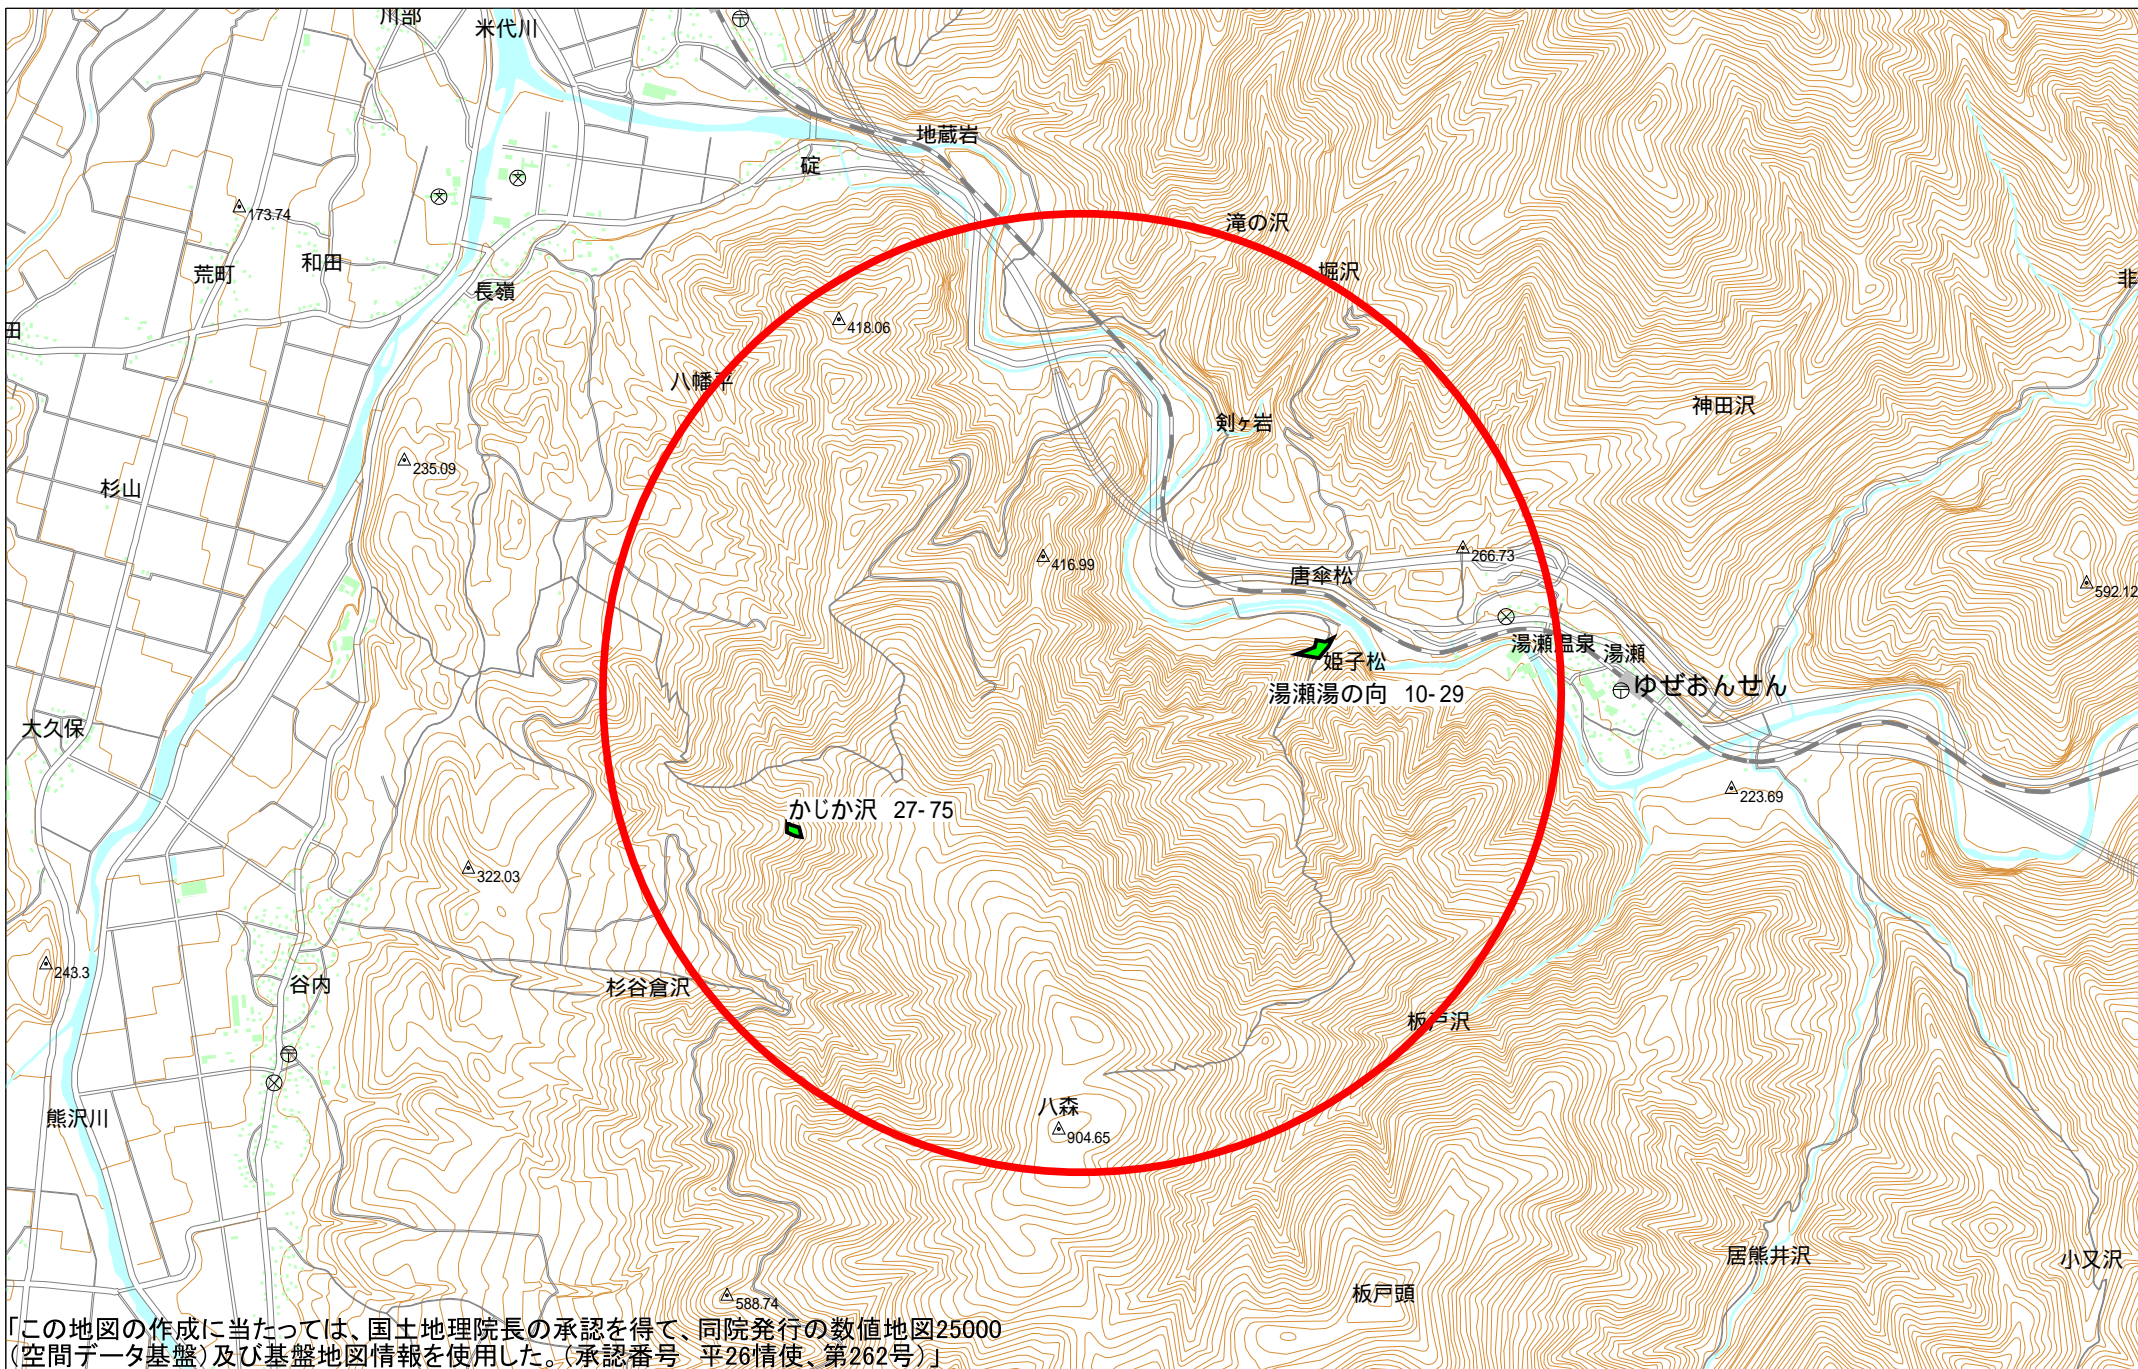 川部
米代川
地蔵岩
碇
173.74
滝の沢
荒町
和田
長嶺
堀沢
非
田
418.06
八幡平
神田沢
剣ヶ岩
235.09
杉山
416.99
266.73
唐傘松
592.12
湯瀬温泉
湯瀬
姫子松
湯瀬湯の向 10-29
ゆぜおんせん
大久保
223.69
かじか沢 27-75
322.03
243.3
谷内
杉谷倉沢
板戸沢
熊沢川
八森
904.65
居熊井沢
小又沢
板戸頭
588.74
「この地図の作成に当たっては、国土地理院長の承認を得て、同院発行の数値地図25000
(空間データ基盤)及び基盤地図情報を使用した。(承認番号 平26情使、第262号)」